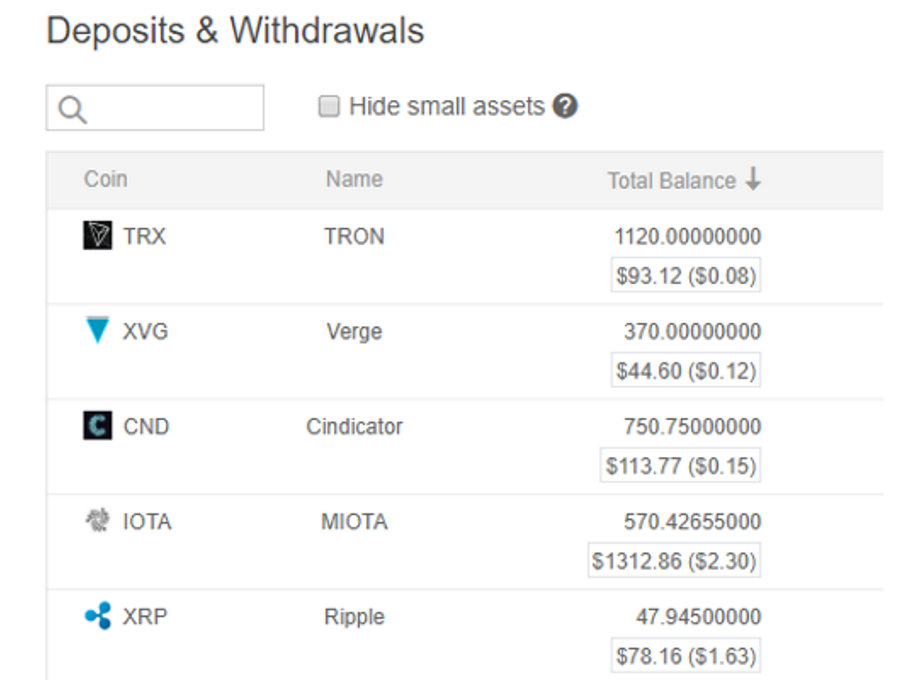 Deposits & Withdrawals
Hide small assets ?
Coin Name Total Balance ↓
TRX TRON 1120.00000000
$93.12 ($0.08)
XVG Verge 370.00000000
$44.60 ($0.12)
CND Cindicator 750.75000000
$113.77 ($0.15)
IOTA MIOTA 570.42655000
$1312.86 ($2.30)
XRP Ripple 47.94500000
$78.16 ($1.63)